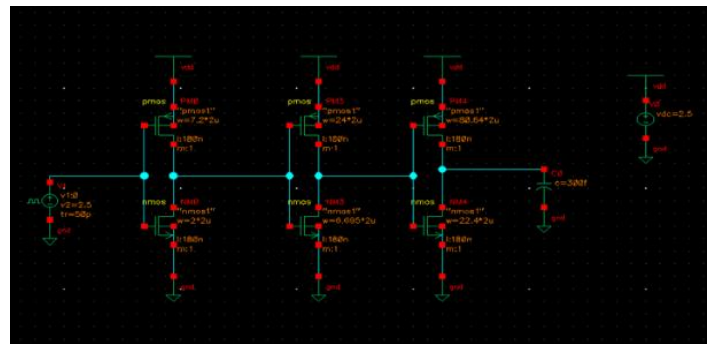 vdd
vdd
vdd
vdd
pmos
"pmos1"
w=7.2*2u
l:180n
m:1
pmos
"pmos1"
w=24*2u
l:180n
m:1
pmos
"pmos1"
w=80.64*2u
l:180n
m:1
vdc=2.5
gnd
v1:0
v2=2.5
tr=50p
gnd
nmos
"nmos1"
w=2*2u
l:180n
m:1
gnd
nmos
"nmos1"
w=6.695*2u
l:180n
m:1
gnd
nmos
"nmos1"
w=22.4*2u
l:180n
m:1
gnd
c=300f
gnd